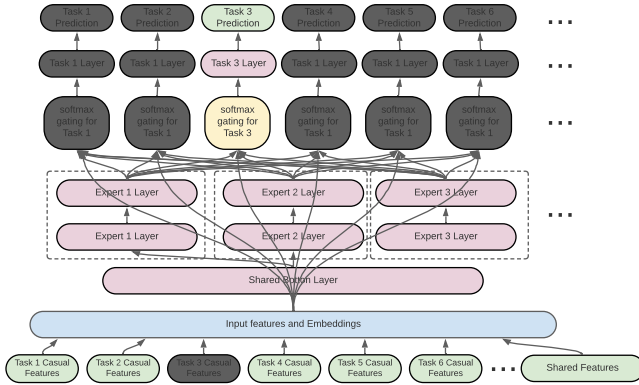 Task 1
Prediction
Task 2
Prediction
Task 3
Prediction
Task 4
Prediction
Task 5
Prediction
Task 6
Prediction
...
Task 1 Layer
Task 1 Layer
Task 3 Layer
Task 1 Layer
Task 1 Layer
Task 1 Layer
...
softmax
gating for
Task 1
softmax
gating for
Task 1
softmax
gating for
Task 3
softmax
gating for
Task 1
softmax
gating for
Task 1
softmax
gating for
Task 1
...
Expert 1 Layer
Expert 2 Layer
Expert 3 Layer
...
Expert 1 Layer
Expert 2 Layer
Expert 3 Layer
Shared Bottom Layer
Input features and Embeddings
Task 1 Casual
Features
Task 2 Casual
Features
Task 3 Casual
Features
Task 4 Casual
Features
Task 5 Casual
Features
Task 6 Casual
Features
...
Shared Features